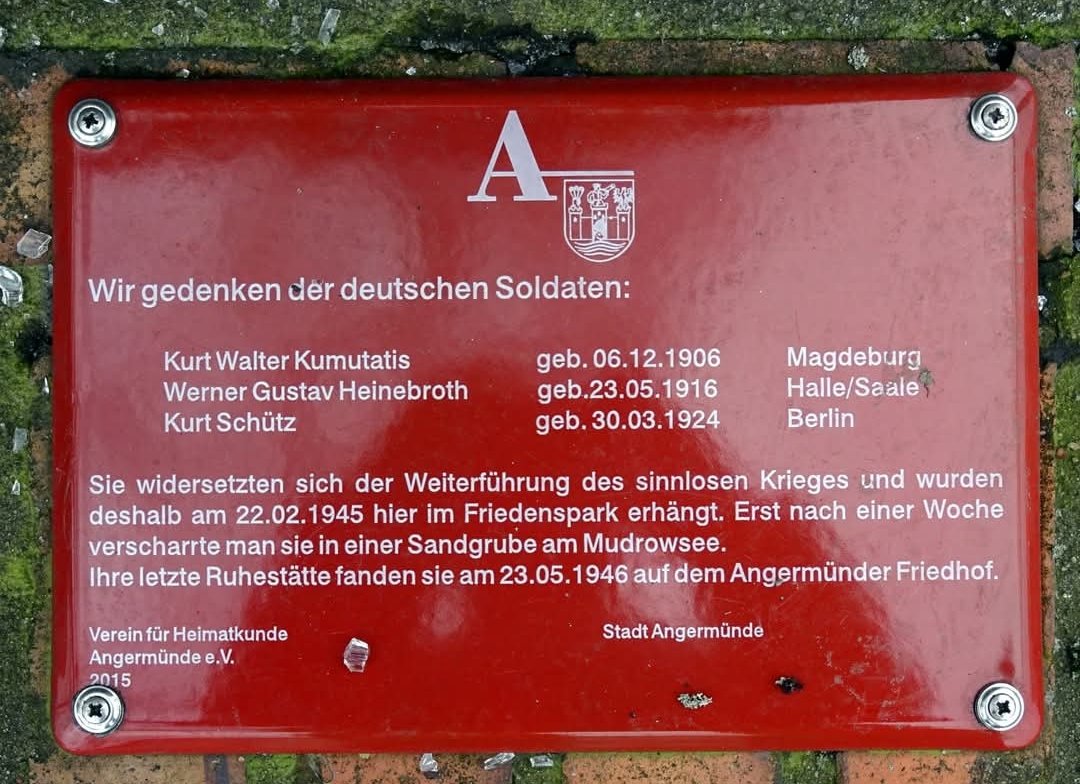 A
Wir gedenken der deutschen Soldaten:
Kurt Walter Kumutatis geb. 06.12.1906 Magdeburg
Werner Gustav Heinebroth geb.23.05.1916 Halle/Saale
Kurt Schütz geb. 30.03.1924 Berlin
Sie widersetzten sich der Weiterführung des sinnlosen Krieges und wurden
deshalb am 22.02.1945 hier im Friedenspark erhängt. Erst nach einer Woche
verscharrte man sie in einer Sandgrube am Mudrowsee.
Ihre letzte Ruhestätte fanden sie am 23.05.1946 auf dem Angermünder Friedhof.
Verein für Heimatkunde Stadt Angermünde
Angermünde e.V.
2015